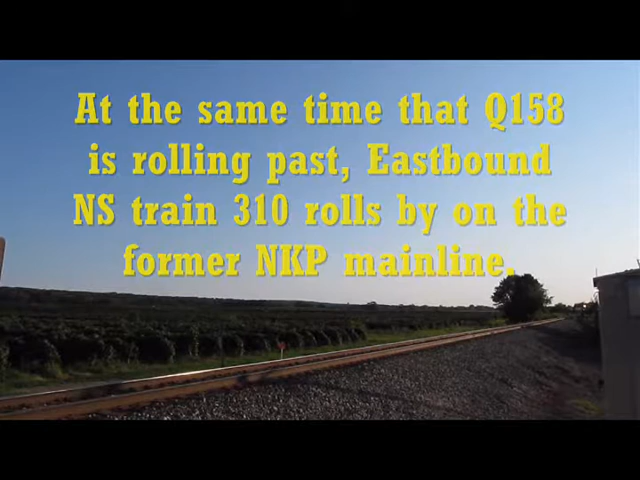 At the same time that Q158
is rolling past, Eastbound
NS train 310 rolls by on the
former NKP mainline.